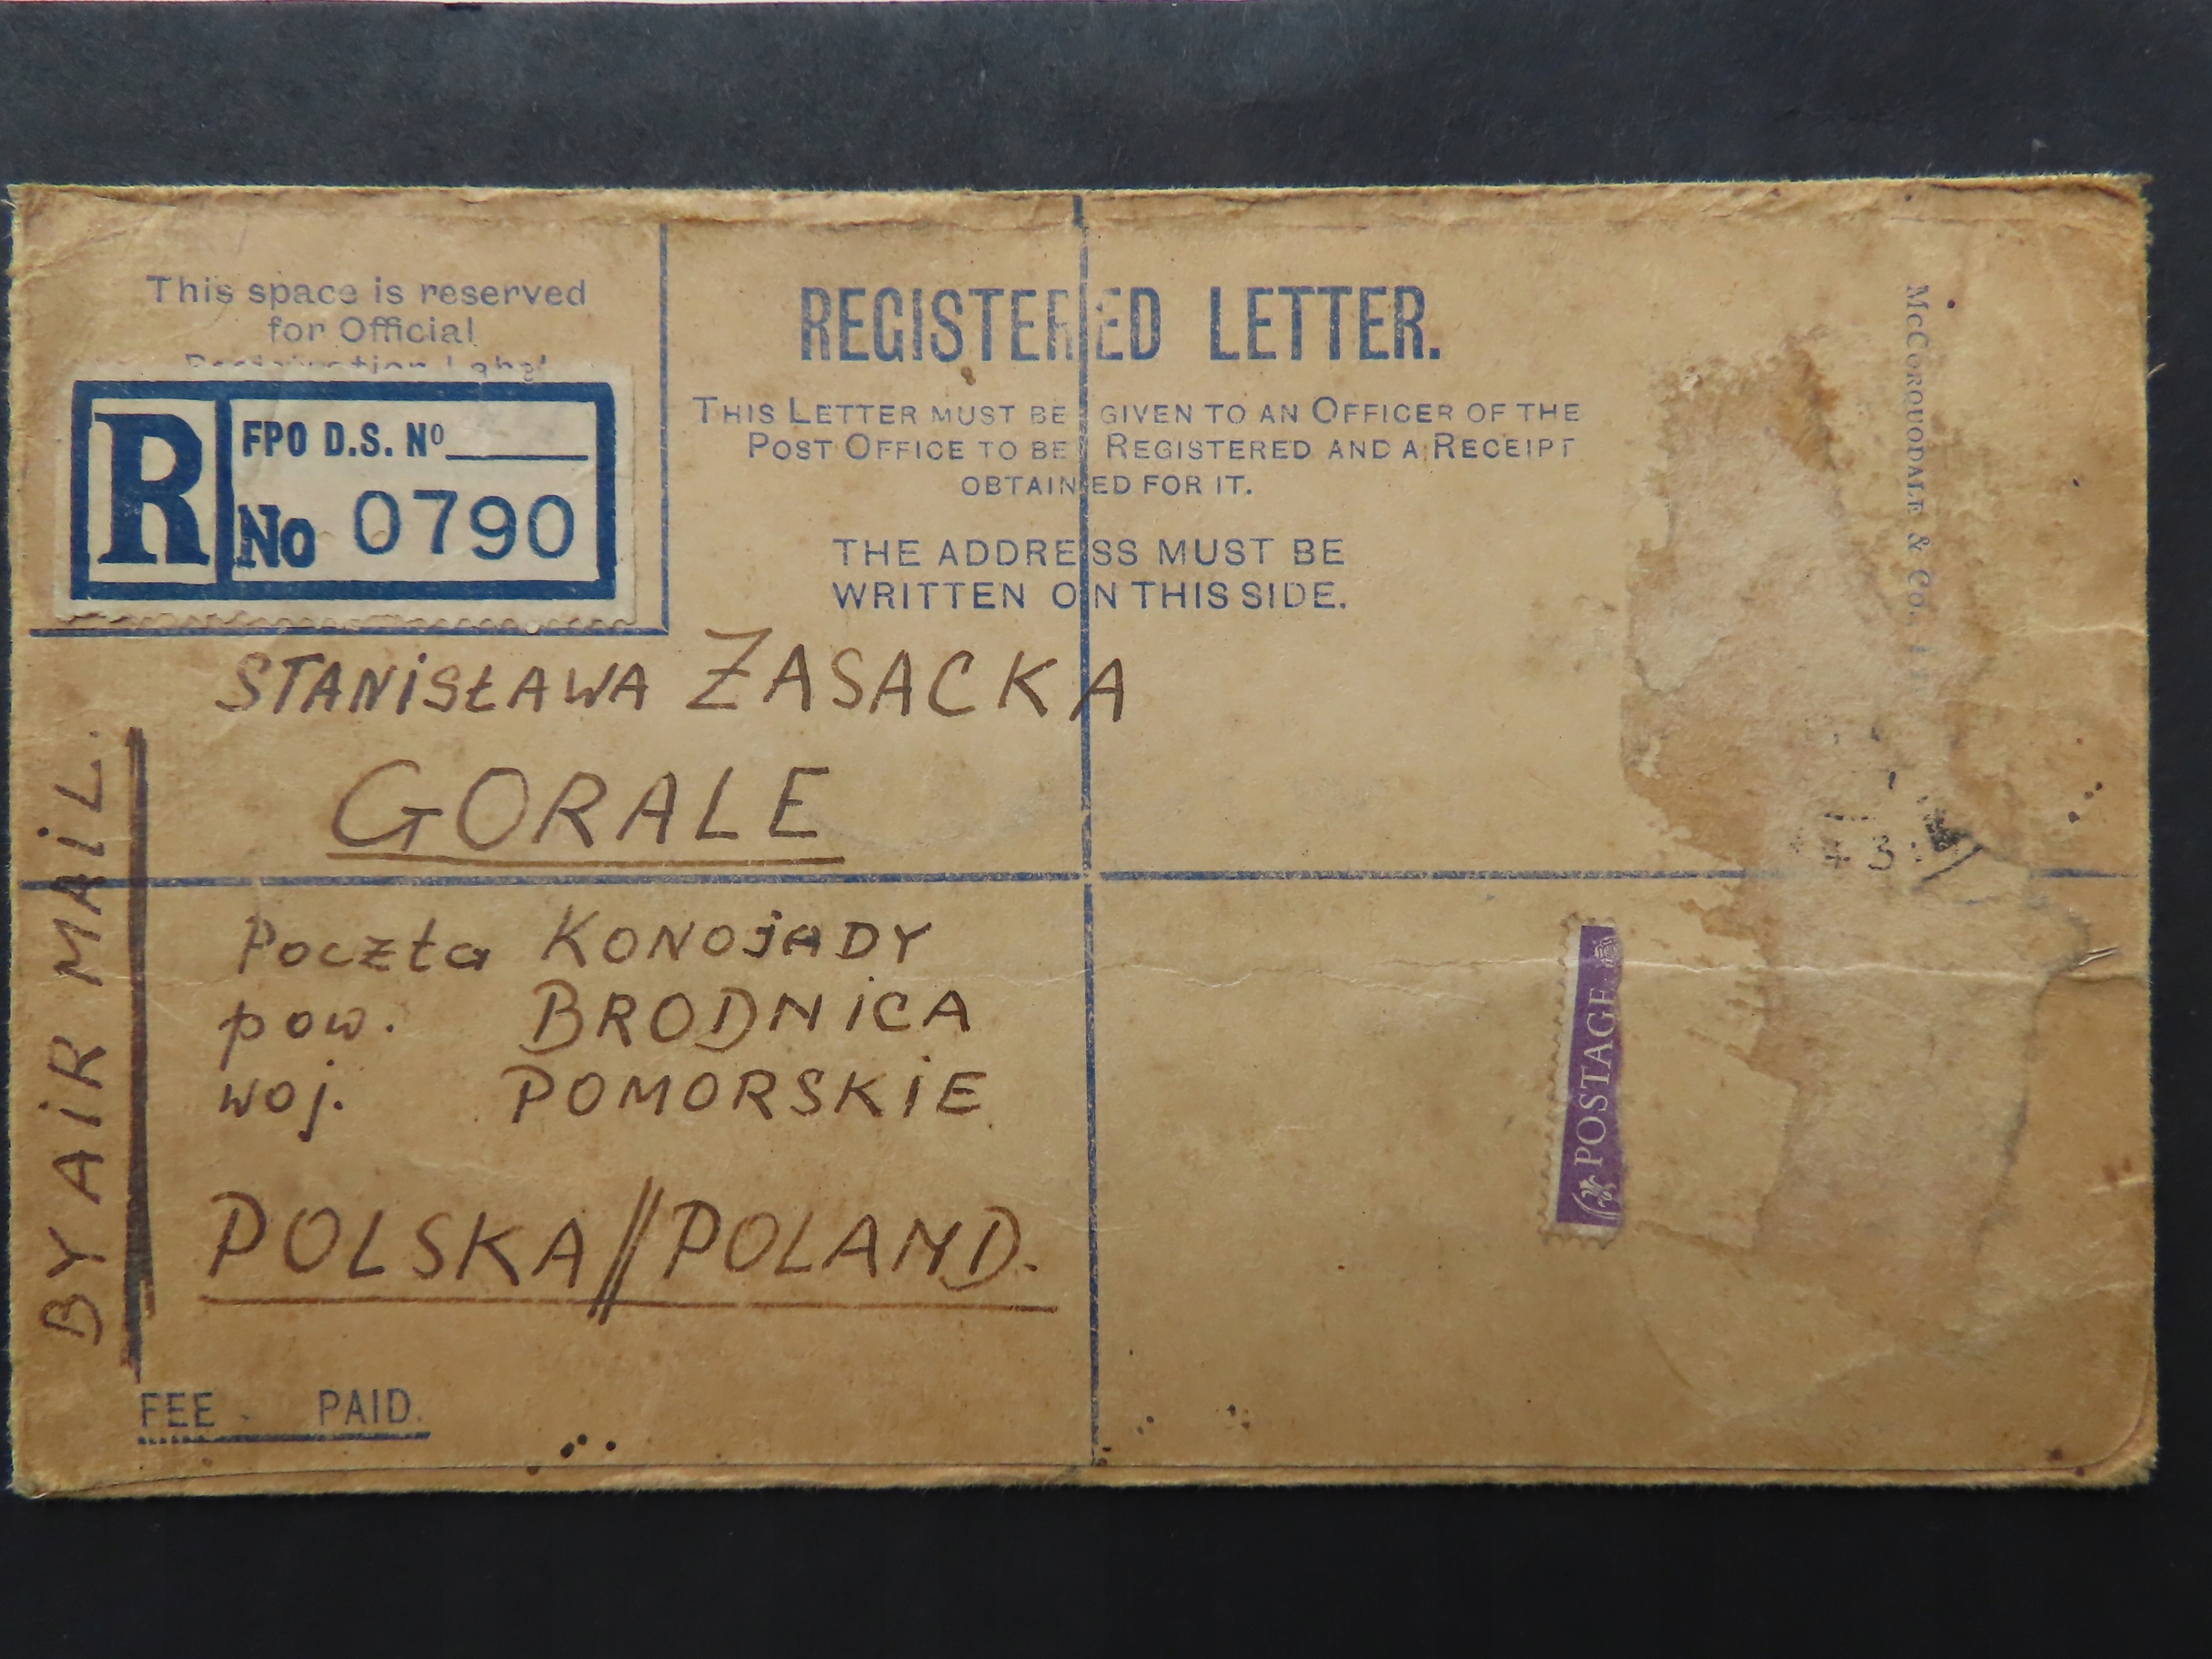 This space is reserved
for Official
Registration Label
R
FPO D.S. No
No 0790
REGISTERED LETTER.
THIS LETTER MUST BE GIVEN TO AN OFFICER OF THE
POST OFFICE TO BE REGISTERED AND A RECEIPT
OBTAINED FOR IT.
THE ADDRESS MUST BE
WRITTEN ON THIS SIDE.
McCORQUODALE & Co.
STANiSŁAWA ŻASACKA
GORALE
Poczta KONOJADY
pow. BRODNiCA
woj. POMORSKiE
POLSKA // POLAND.
BY AiR MAiL.
FEE PAID.
POSTAGE